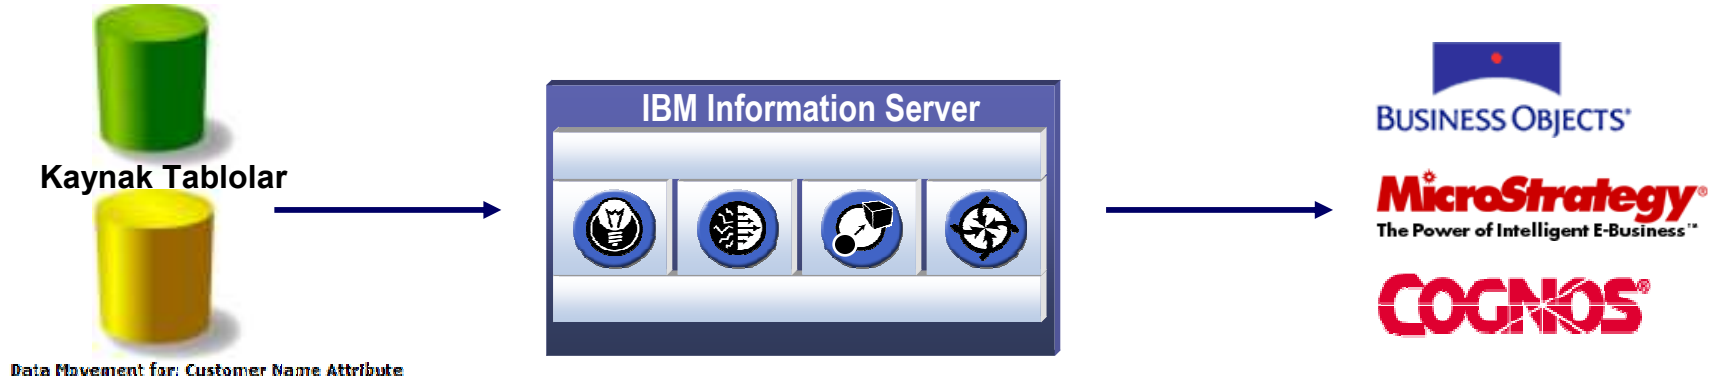 Kaynak Tablolar
IBM Information Server
BUSINESS OBJECTS®
MicroStrategy®
The Power of Intelligent E-Business™
COGNOS®
Data Movement for: Customer Name Attribute